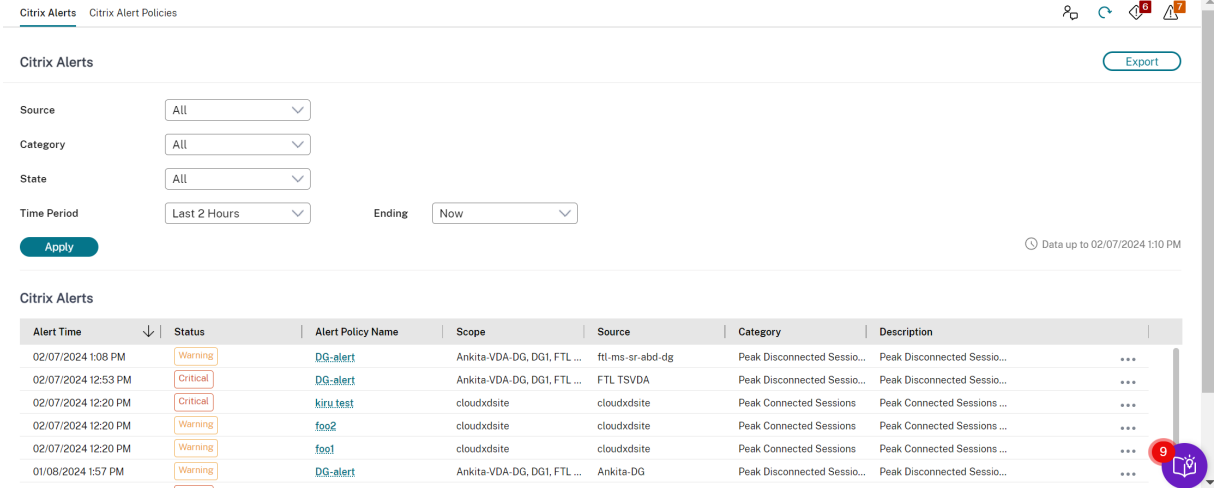 Citrix Alerts Citrix Alert Policies 6 7
Citrix Alerts Export
Source All
Category All
State All
Time Period Last 2 Hours Ending Now
Apply Data up to 02/07/2024 1:10 PM
Citrix Alerts
Alert Time Status Alert Policy Name Scope Source Category Description
02/07/2024 1:08 PM Warning DG-alert Ankita-VDA-DG, DG1, FTL ... ftl-ms-sr-abd-dg Peak Disconnected Sessio... Peak Disconnected Sessio...
02/07/2024 12:53 PM Critical DG-alert Ankita-VDA-DG, DG1, FTL ... FTL TSVDA Peak Disconnected Sessio... Peak Disconnected Sessio...
02/07/2024 12:20 PM Critical kiru test cloudxdsite cloudxdsite Peak Connected Sessions Peak Connected Sessions ...
02/07/2024 12:20 PM Warning foo2 cloudxdsite cloudxdsite Peak Connected Sessions Peak Connected Sessions ...
02/07/2024 12:20 PM Warning foo1 cloudxdsite cloudxdsite Peak Connected Sessions Peak Connected Sessions ...
01/08/2024 1:57 PM Warning DG-alert Ankita-VDA-DG, DG1, FTL ... Ankita-DG Peak Disconnected Sessio... Peak Disconnected Sessio...
9